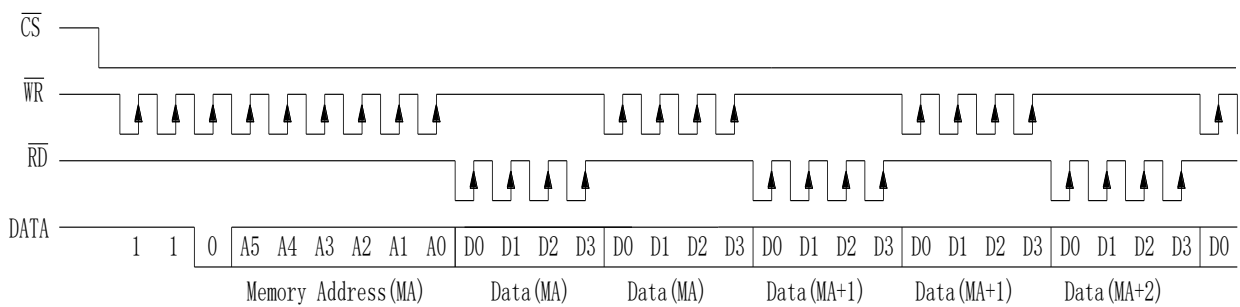 CS
WR
RD
DATA 1 1 0 A5 A4 A3 A2 A1 A0 D0 D1 D2 D3 D0 D1 D2 D3 D0 D1 D2 D3 D0 D1 D2 D3 D0 D1 D2 D3 D0
Memory Address(MA) Data(MA) Data(MA) Data(MA+1) Data(MA+1) Data(MA+2)